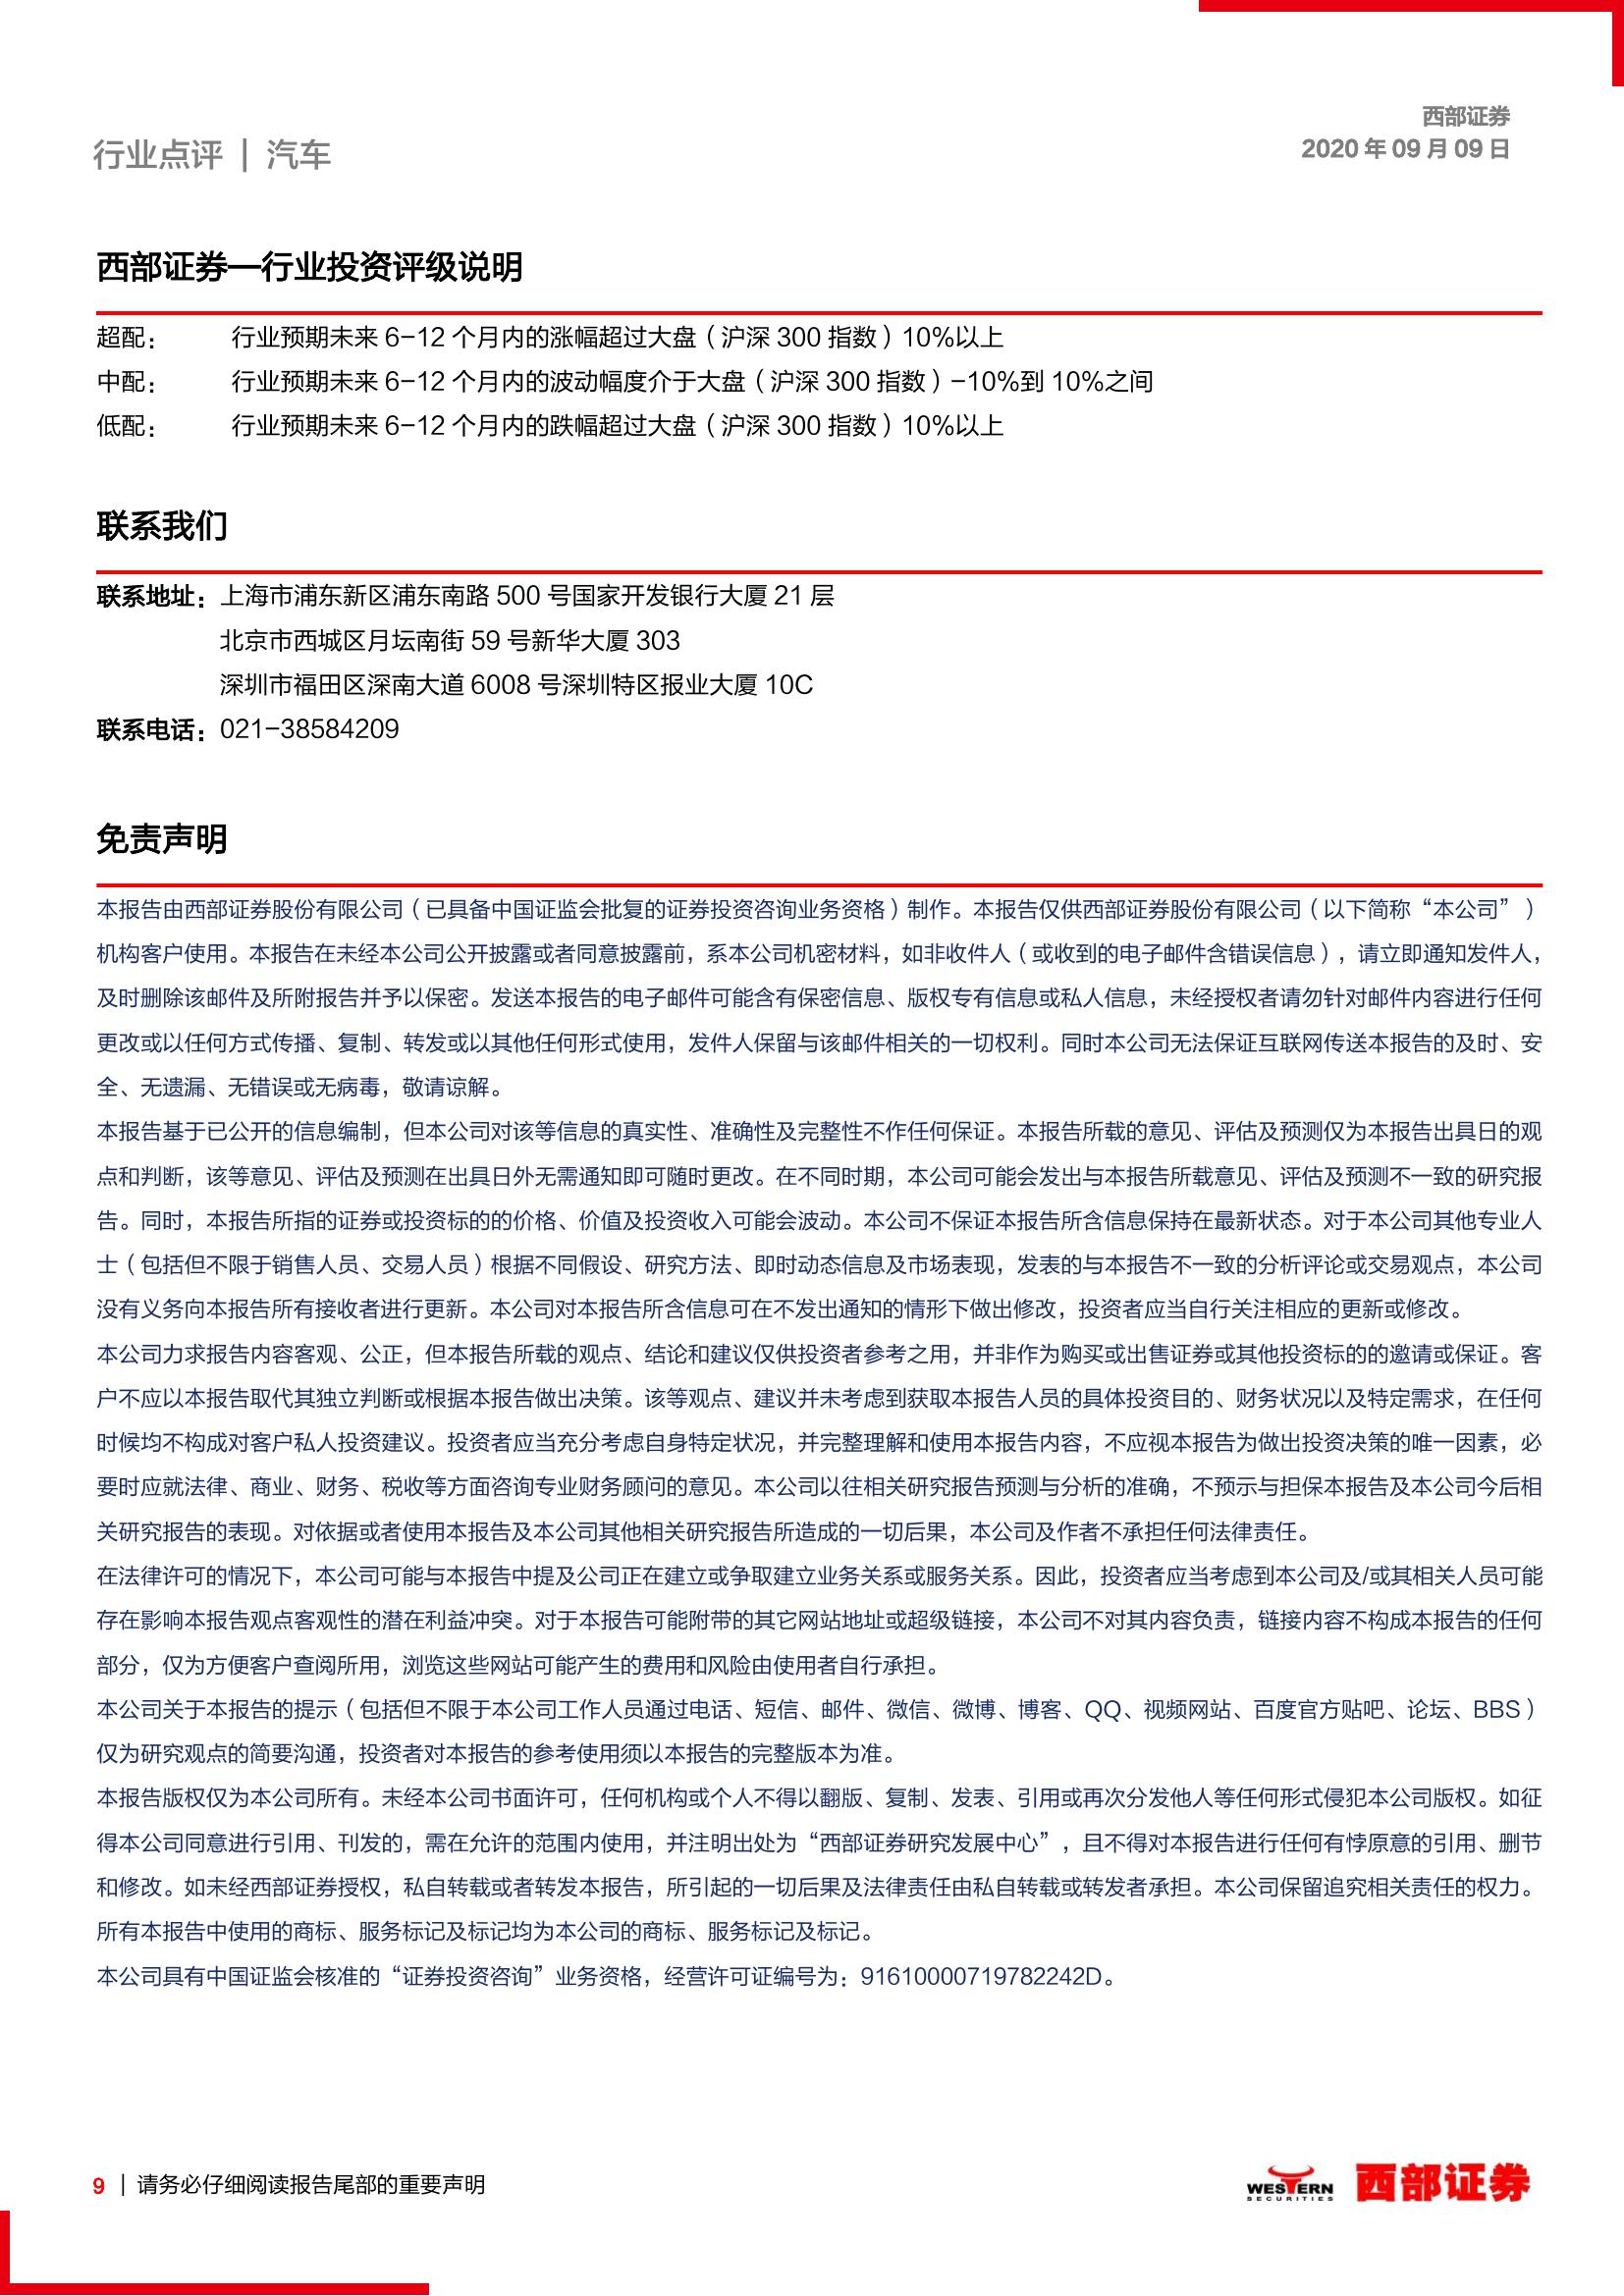 西部证券
2020 年 09 月 09 日
行业点评 | 汽车
西部证券—行业投资评级说明
超配： 行业预期未来 6-12 个月内的涨幅超过大盘（沪深 300 指数）10%以上
中配： 行业预期未来 6-12 个月内的波动幅度介于大盘（沪深 300 指数）-10%到 10%之间
低配： 行业预期未来 6-12 个月内的跌幅超过大盘（沪深 300 指数）10%以上
联系我们
联系地址： 上海市浦东新区浦东南路 500 号国家开发银行大厦 21 层
北京市西城区月坛南街 59 号新华大厦 303
深圳市福田区深南大道 6008 号深圳特区报业大厦 10C
联系电话： 021-38584209
免责声明
本报告由西部证券股份有限公司（已具备中国证监会批复的证券投资咨询业务资格）制作。本报告仅供西部证券股份有限公司（以下简称“本公司”）
机构客户使用。本报告在未经本公司公开披露或者同意披露前，系本公司机密材料，如非收件人（或收到的电子邮件含错误信息），请立即通知发件人，
及时删除该邮件及所附报告并予以保密。发送本报告的电子邮件可能含有保密信息、版权专有信息或私人信息，未经授权者请勿针对邮件内容进行任何
更改或以任何方式传播、复制、转发或以其他任何形式使用，发件人保留与该邮件相关的一切权利。同时本公司无法保证互联网传送本报告的及时、安
全、无遗漏、无错误或无病毒，敬请谅解。
本报告基于已公开的信息编制，但本公司对该等信息的真实性、准确性及完整性不作任何保证。本报告所载的意见、评估及预测仅为本报告出具日的观
点和判断，该等意见、评估及预测在出具日外无需通知即可随时更改。在不同时期，本公司可能会发出与本报告所载意见、评估及预测不一致的研究报
告。同时，本报告所指的证券或投资标的的价格、价值及投资收入可能会波动。本公司不保证本报告所含信息保持在最新状态。对于本公司其他专业人
士（包括但不限于销售人员、交易人员）根据不同假设、研究方法、即时动态信息及市场表现，发表的与本报告不一致的分析评论或交易观点，本公司
没有义务向本报告所有接收者进行更新。本公司对本报告所含信息可在不发出通知的情形下做出修改，投资者应当自行关注相应的更新或修改。
本公司力求报告内容客观、公正，但本报告所载的观点、结论和建议仅供投资者参考之用，并非作为购买或出售证券或其他投资标的的邀请或保证。客
户不应以本报告取代其独立判断或根据本报告做出决策。该等观点、建议并未考虑到获取本报告人员的具体投资目的、财务状况以及特定需求，在任何
时候均不构成对客户私人投资建议。投资者应当充分考虑自身特定状况，并完整理解和使用本报告内容，不应视本报告为做出投资决策的唯一因素，必
要时应就法律、商业、财务、税收等方面咨询专业财务顾问的意见。本公司以往相关研究报告预测与分析的准确，不预示与担保本报告及本公司今后相
关研究报告的表现。对依据或者使用本报告及本公司其他相关研究报告所造成的一切后果，本公司及作者不承担任何法律责任。
在法律许可的情况下，本公司可能与本报告中提及公司正在建立或争取建立业务关系或服务关系。因此，投资者应当考虑到本公司及/或其相关人员可能
存在影响本报告观点客观性的潜在利益冲突。对于本报告可能附带的其它网站地址或超级链接，本公司不对其内容负责，链接内容不构成本报告的任何
部分，仅为方便客户查阅所用，浏览这些网站可能产生的费用和风险由使用者自行承担。
本公司关于本报告的提示（包括但不限于本公司工作人员通过电话、短信、邮件、微信、微博、博客、QQ、视频网站、百度官方贴吧、论坛、BBS）
仅为研究观点的简要沟通，投资者对本报告的参考使用须以本报告的完整版本为准。
本报告版权仅为本公司所有。未经本公司书面许可，任何机构或个人不得以翻版、复制、发表、引用或再次分发他人等任何形式侵犯本公司版权。如征
得本公司同意进行引用、刊发的，需在允许的范围内使用，并注明出处为“西部证券研究发展中心”，且不得对本报告进行任何有悖原意的引用、删节
和修改。如未经西部证券授权，私自转载或者转发本报告，所引起的一切后果及法律责任由私自转载或转发者承担。本公司保留追究相关责任的权力。
所有本报告中使用的商标、服务标记及标记均为本公司的商标、服务标记及标记。
本公司具有中国证监会核准的“证券投资咨询”业务资格，经营许可证编号为：91610000719782242D。
9 | 请务必仔细阅读报告尾部的重要声明
WESTERN
SECURITIES
西部证券